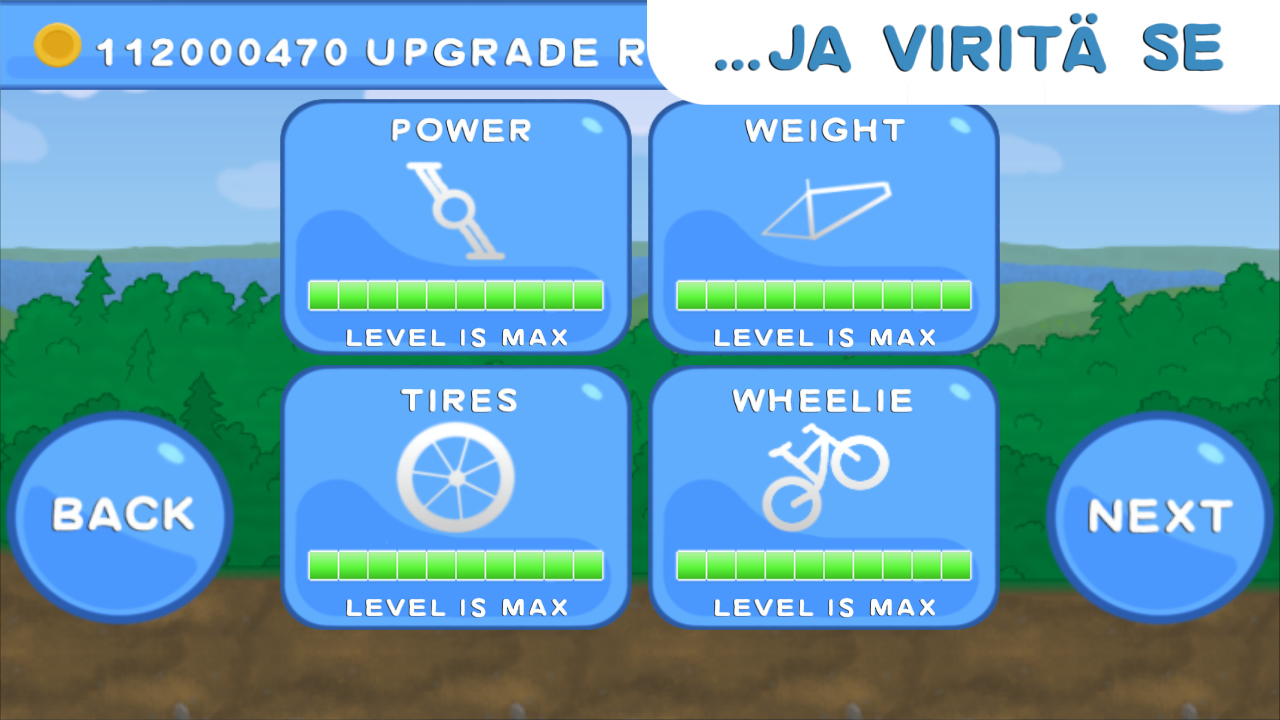 112000470 UPGRADE R
...JA VIRITÄ SE
POWER
WEIGHT
LEVEL IS MAX
LEVEL IS MAX
TIRES
WHEELIE
BACK
NEXT
LEVEL IS MAX
LEVEL IS MAX